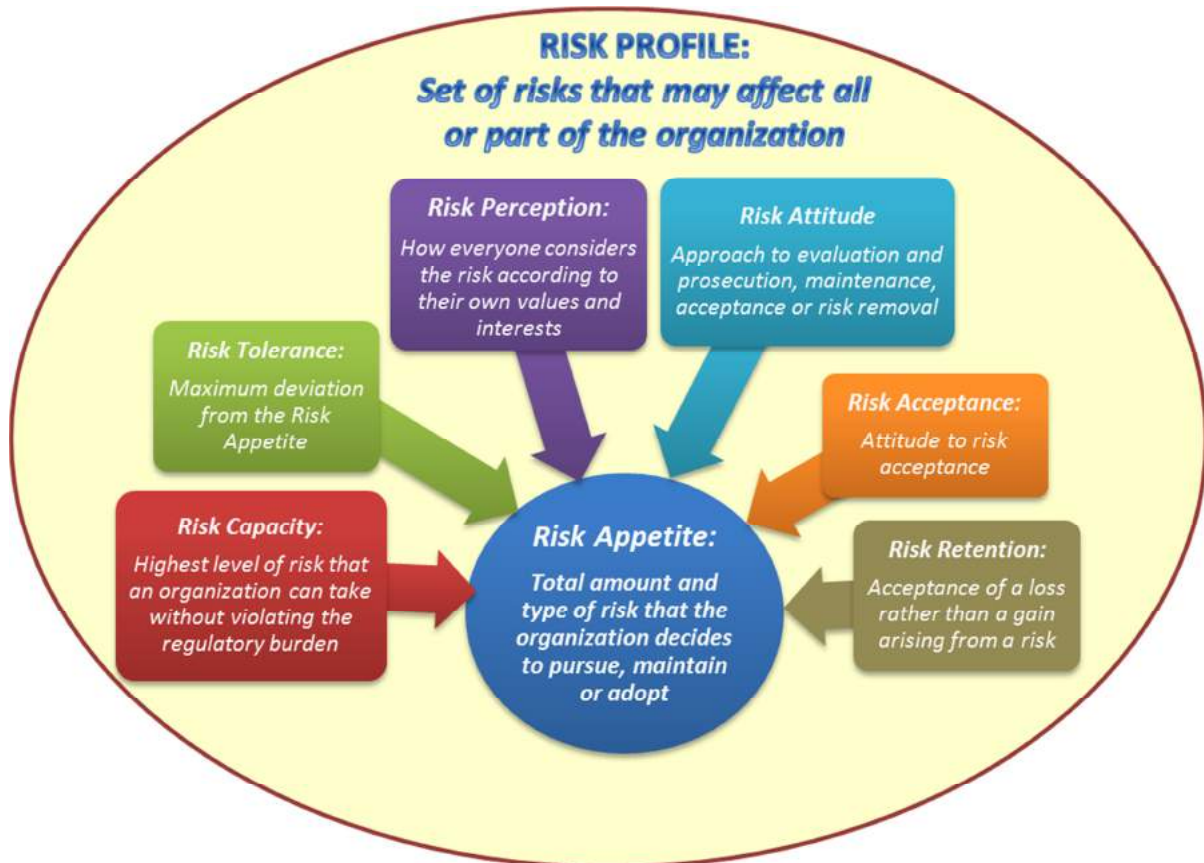 RISK PROFILE:
Set of risks that may affect all
or part of the organization
Risk Perception:
How everyone considers
the risk according to
their own values and
interests
Risk Attitude
Approach to evaluation and
prosecution, maintenance,
acceptance or risk removal
Risk Tolerance:
Maximum deviation
from the Risk
Appetite
Risk Acceptance:
Attitude to risk
acceptance
Risk Capacity:
Highest level of risk that
an organization can take
without violating the
regulatory burden
Risk Appetite:
Total amount and
type of risk that the
organization decides
to pursue, maintain
or adopt
Risk Retention:
Acceptance of a loss
rather than a gain
arising from a risk